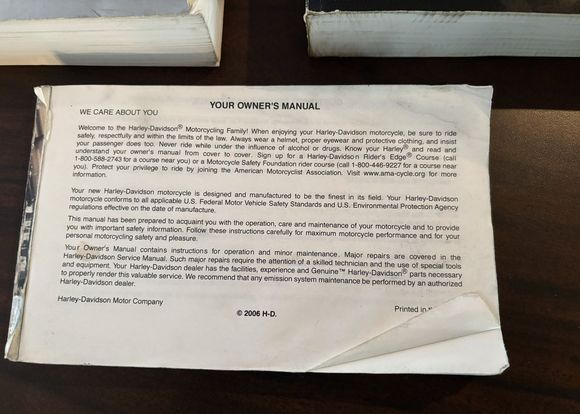 YOUR OWNER'S MANUAL
WE CARE ABOUT YOU
Welcome to the Harley-Davidson® Motorcycling Family! When enjoying your Harley-Davidson motorcycle, be sure to ride
safely, respectfully and within the limits of the law. Always wear a helmet, proper eyewear and protective clothing, and insist
your passenger does too. Never ride while under the influence of alcohol or drugs. Know your Harley® and read and
understand your owner's manual from cover to cover. Sign up for a Harley-Davidson Rider's Edge® Course (call
1-800-588-2743 for a course near you) or a Motorcycle Safety Foundation rider course (call 1-800-446-9227 for a course near
you). Protect your privilege to ride by joining the American Motorcyclist Association. Visit www.ama-cycle.org for more
information.
Your new Harley-Davidson motorcycle is designed and manufactured to be the finest in its field. Your Harley-Davidson
motorcycle conforms to all applicable U.S. Federal Motor Vehicle Safety Standards and U.S. Environmental Protection Agency
regulations effective on the date of manufacture.
This manual has been prepared to acquaint you with the operation, care and maintenance of your motorcycle and to provide
you with important safety information. Follow these instructions carefully for maximum motorcycle performance and for your
personal motorcycling safety and pleasure.
Your Owner's Manual contains instructions for operation and minor maintenance. Major repairs are covered in the
Harley-Davidson Service Manual. Such major repairs require the attention of a skilled technician and the use of special tools
and equipment. Your Harley-Davidson dealer has the facilities, experience and Genuine™ Harley-Davidson® parts necessary
to properly render this valuable service. We recommend that any emission system maintenance be performed by an authorized
Harley-Davidson dealer.
Harley-Davidson Motor Company
© 2006 H-D.
Printed in